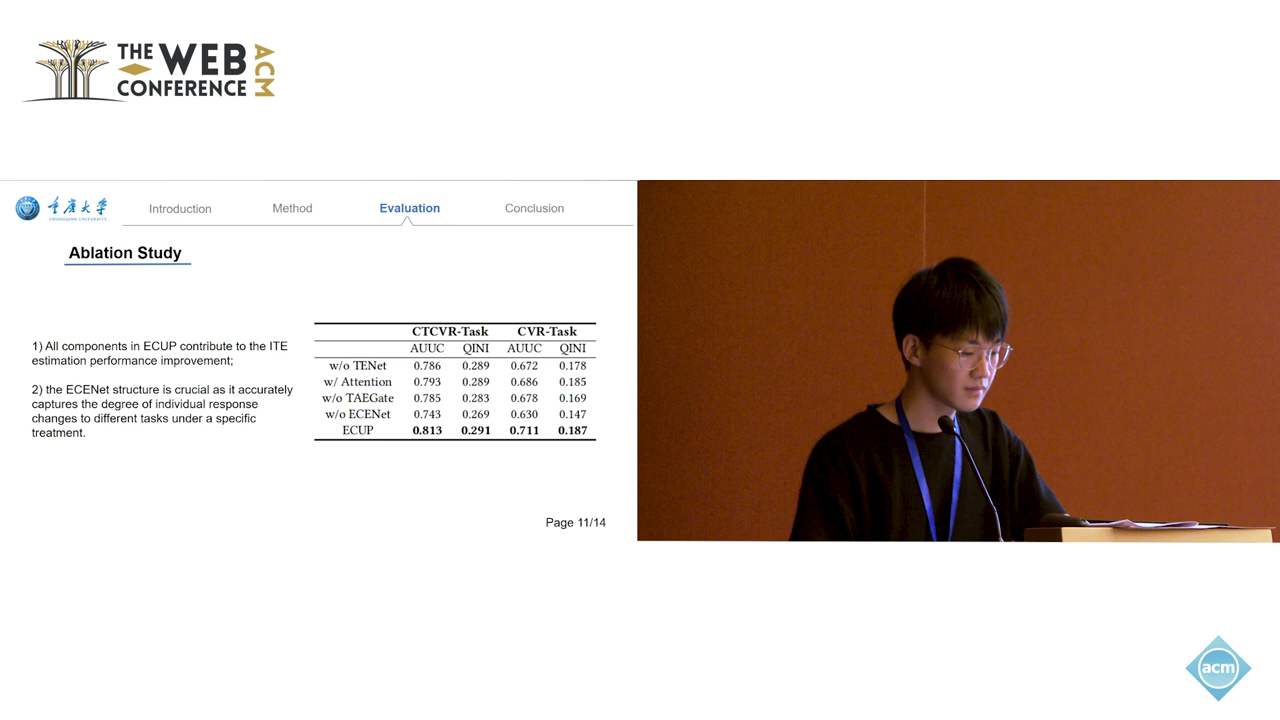 THE WEB
CONFERENCE
ACM
重庆大学
CHONGQING UNIVERSITY
Introduction
Method
Evaluation
Conclusion
Ablation Study
1) All components in ECUP contribute to the ITE
estimation performance improvement;
2) the ECENet structure is crucial as it accurately
captures the degree of individual response
changes to different tasks under a specific
treatment.
CTCVR-Task CVR-Task
AUUC QINI AUUC QINI
w/o TENet 0.786 0.289 0.672 0.178
w/ Attention 0.793 0.289 0.686 0.185
w/o TAEGate 0.785 0.283 0.678 0.169
w/o ECENet 0.743 0.269 0.630 0.147
ECUP 0.813 0.291 0.711 0.187
Page 11/14
acm